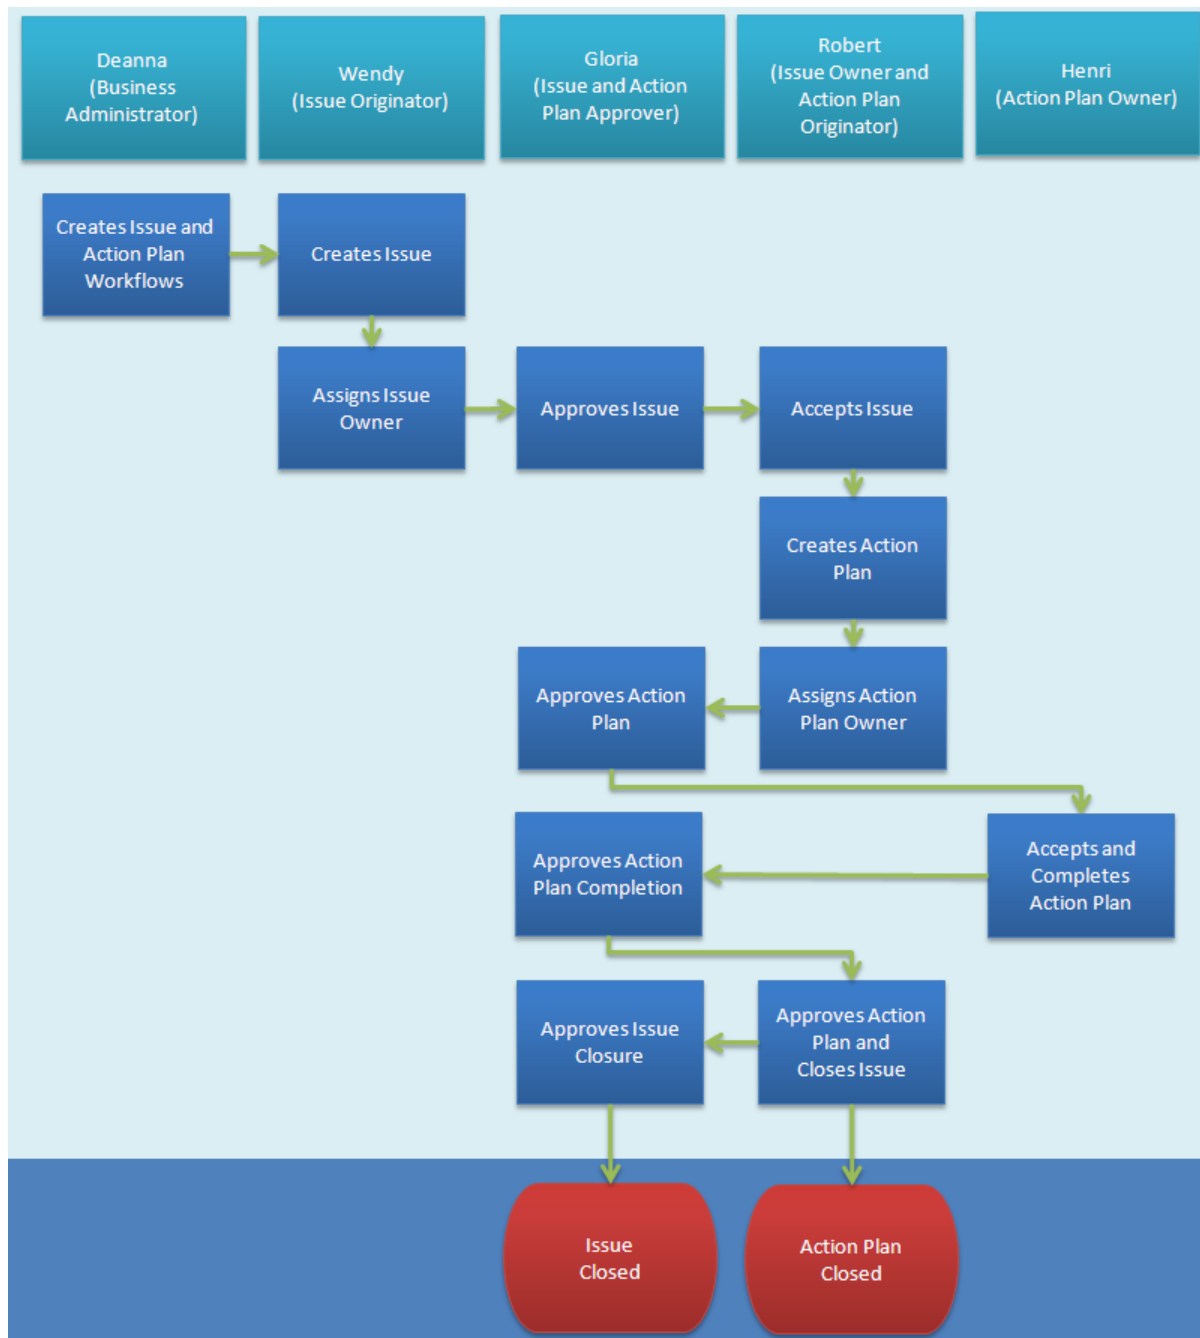 Deanna
(Business
Administrator)
Wendy
(Issue Originator)
Gloria
(Issue and Action
Plan Approver)
Robert
(Issue Owner and
Action Plan
Originator)
Henri
(Action Plan Owner)
Creates Issue and
Action Plan
Workflows
Creates Issue
Assigns Issue
Owner
Approves Issue
Accepts Issue
Creates Action
Plan
Approves Action
Plan
Assigns Action
Plan Owner
Approves Action
Plan Completion
Accepts and
Completes
Action Plan
Approves Issue
Closure
Approves Action
Plan and
Closes Issue
Issue
Closed
Action Plan
Closed